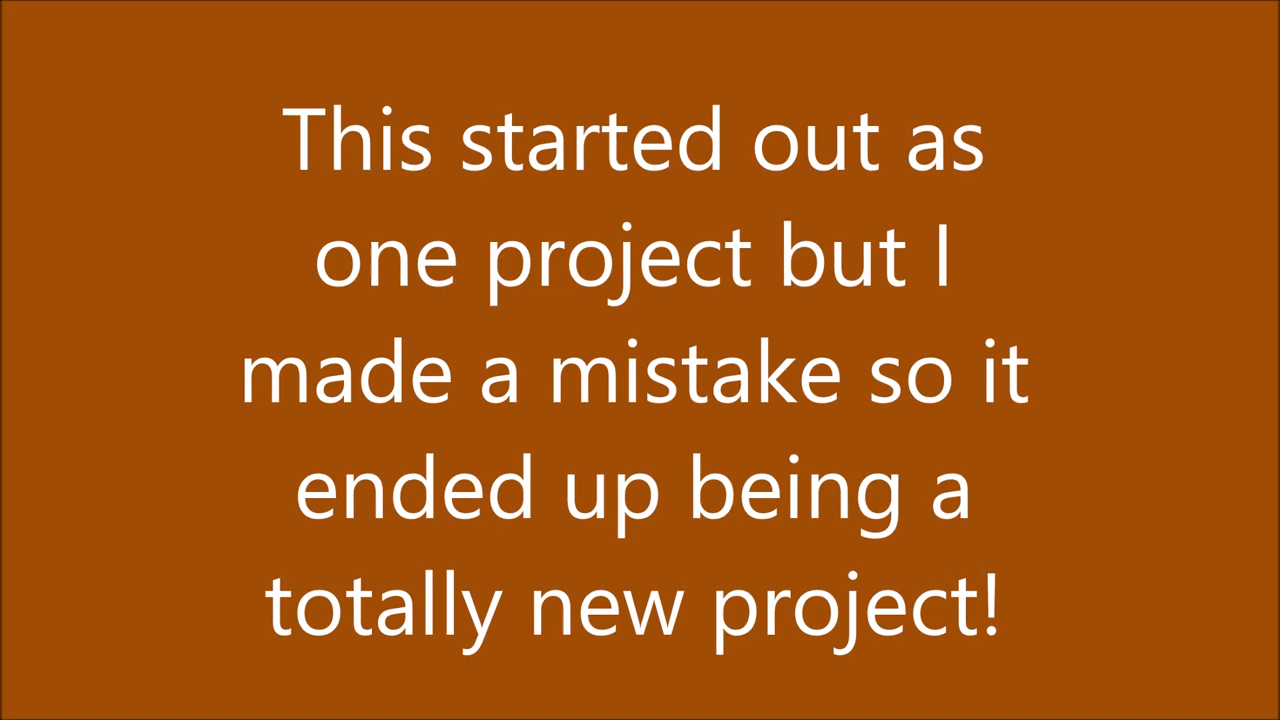 This started out as
one project but I
made a mistake so it
ended up being a
totally new project!